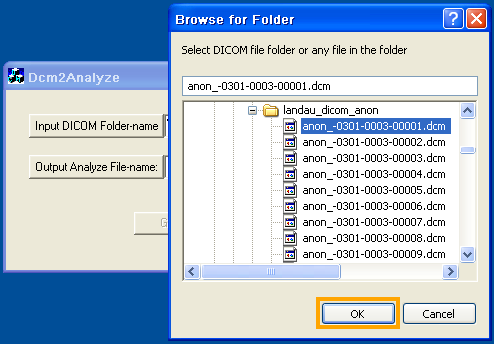 Browse for Folder
Select DICOM file folder or any file in the folder
anon_-0301-0003-00001.dcm
landau_dicom_anon
anon_-0301-0003-00001.dcm
anon_-0301-0003-00002.dcm
anon_-0301-0003-00003.dcm
anon_-0301-0003-00004.dcm
anon_-0301-0003-00005.dcm
anon_-0301-0003-00006.dcm
anon_-0301-0003-00007.dcm
anon_-0301-0003-00008.dcm
anon_-0301-0003-00009.dcm
OK
Cancel
Dcm2Analyze
Input DICOM Folder-name
Output Analyze File-name: